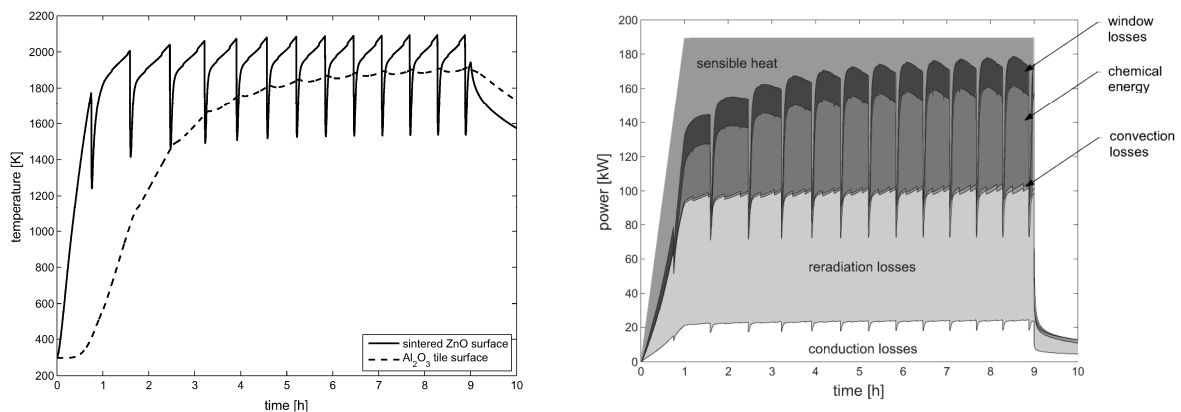 2200
2000
1800
1600
1400
1200
1000
800
600
400
200
0 1 2 3 4 5 6 7 8 9 10
temperature [K]
time [h]
sintered ZnO surface
Al2O3 tile surface
200
180
160
140
120
100
80
60
40
20
0
0 1 2 3 4 5 6 7 8 9 10
power [kW]
time [h]
sensible heat
reradiation losses
conduction losses
window
losses
chemical
energy
convection
losses